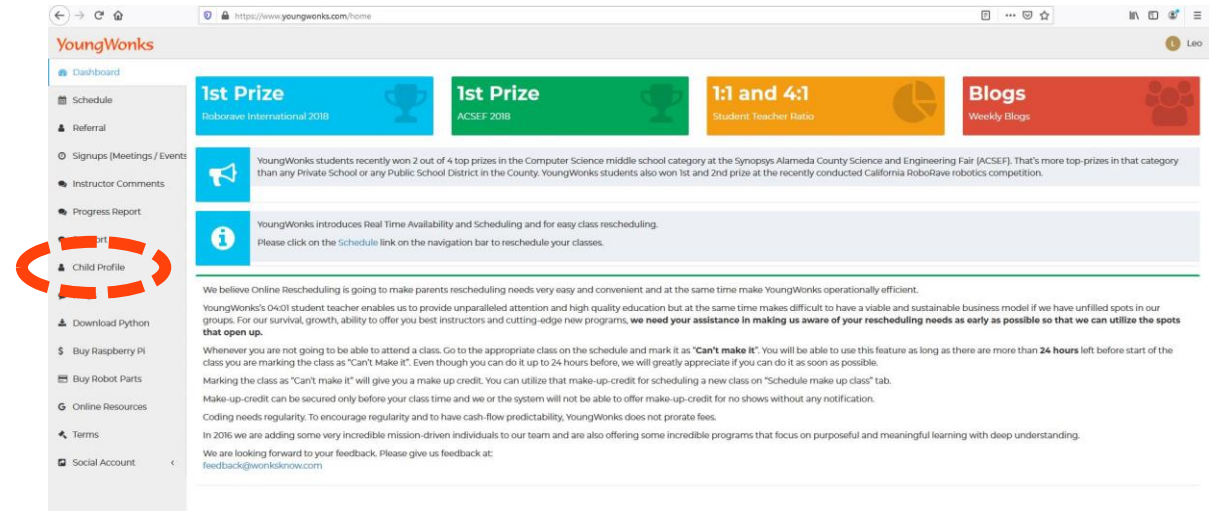 https://www.youngwonks.com/home
YoungWonks
L Leo
Dashboard
Schedule
Referral
Signups (Meetings / Events
Instructor Comments
Progress Report
Child Profile
Download Python
$ Buy Raspberry Pi
Buy Robot Parts
G Online Resources
Terms
Social Account <
1st Prize
Roborave International 2018
1st Prize
ACSEF 2018
1:1 and 4:1
Student Teacher Ratio
Blogs
Weekly Blogs
YoungWonks students recently won 2 out of 4 top prizes in the Computer Science middle school category at the Synopsys Alameda County Science and Engineering Fair (ACSEF). That's more top-prizes in that category
than any Private School or any Public School District in the County. YoungWonks students also won 1st and 2nd prize at the recently conducted California RoboRave robotics competition.
YoungWonks introduces Real Time Availability and Scheduling and for easy class rescheduling.
Please click on the Schedule link on the navigation bar to reschedule your classes.
We believe Online Rescheduling is going to make parents rescheduling needs very easy and convenient and at the same time make YoungWonks operationally efficient.
YoungWonks's 04:01 student teacher enables us to provide unparalleled attention and high quality education but at the same time makes difficult to have a viable and sustainable business model if we have unfilled spots in our
groups. For our survival, growth, ability to offer you best instructors and cutting-edge new programs, we need your assistance in making us aware of your rescheduling needs as early as possible so that we can utilize the spots
that open up.
Whenever you are not going to be able to attend a class. Go to the appropriate class on the schedule and mark it as "Can't make it". You will be able to use this feature as long as there are more than 24 hours left before start of the
class you are marking the class as "Can't Make it". Even though you can do it up to 24 hours before, we will greatly appreciate if you can do it as soon as possible.
Marking the class as "Can't make it" will give you a make up credit. You can utilize that make-up-credit for scheduling a new class on "Schedule make up class" tab.
Make-up-credit can be secured only before your class time and we or the system will not be able to offer make-up-credit for no shows without any notification.
Coding needs regularity. To encourage regularity and to have cash-flow predictability, YoungWonks does not prorate fees.
In 2016 we are adding some very incredible mission-driven individuals to our team and are also offering some incredible programs that focus on purposeful and meaningful learning with deep understanding.
We are looking forward to your feedback. Please give us feedback at:
feedback@wonksknow.com